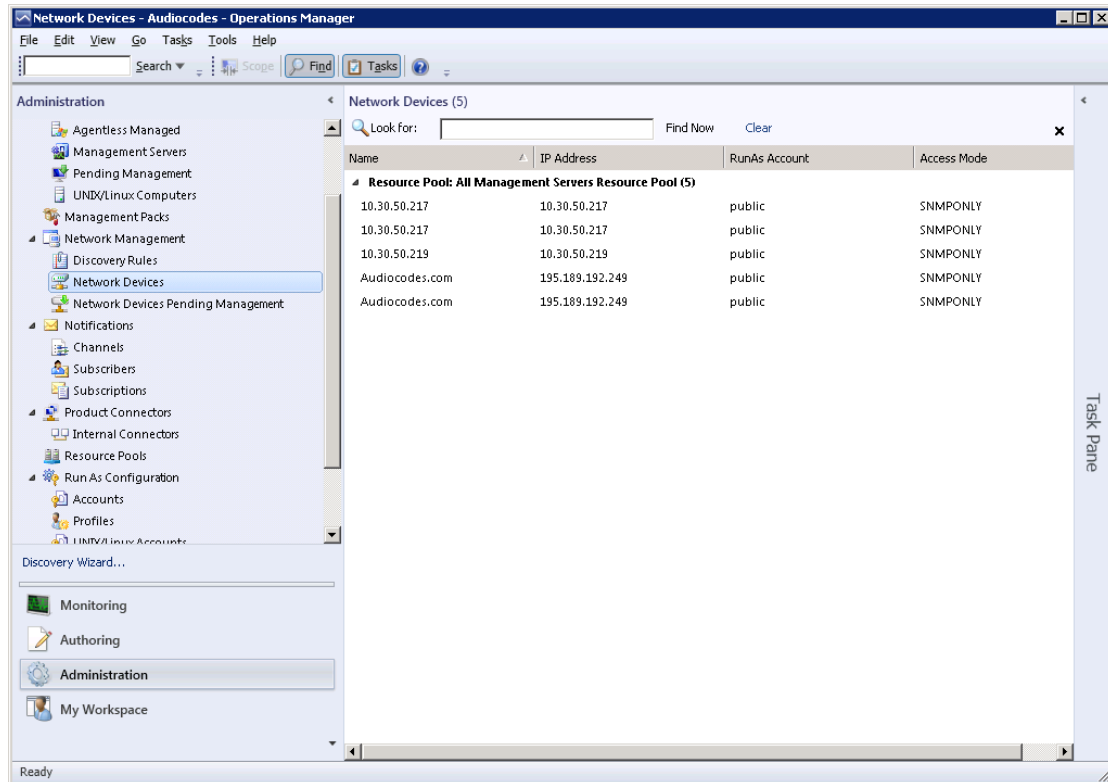 Network Devices - Audiocodes - Operations Manager
File Edit View Go Tasks Tools Help
Search Scope Find Tasks
Administration
Agentless Managed
Management Servers
Pending Management
UNIX/Linux Computers
Management Packs
Network Management
Discovery Rules
Network Devices
Network Devices Pending Management
Notifications
Channels
Subscribers
Subscriptions
Product Connectors
Internal Connectors
Resource Pools
Run As Configuration
Accounts
Profiles
UNIX/Linux Accounts
Discovery Wizard...
Monitoring
Authoring
Administration
My Workspace
Network Devices (5)
Look for: Find Now Clear
Name IP Address RunAs Account Access Mode
Resource Pool: All Management Servers Resource Pool (5)
10.30.50.217 10.30.50.217 public SNMPONLY
10.30.50.217 10.30.50.217 public SNMPONLY
10.30.50.219 10.30.50.219 public SNMPONLY
Audiocodes.com 195.189.192.249 public SNMPONLY
Audiocodes.com 195.189.192.249 public SNMPONLY
Task Pane
Ready